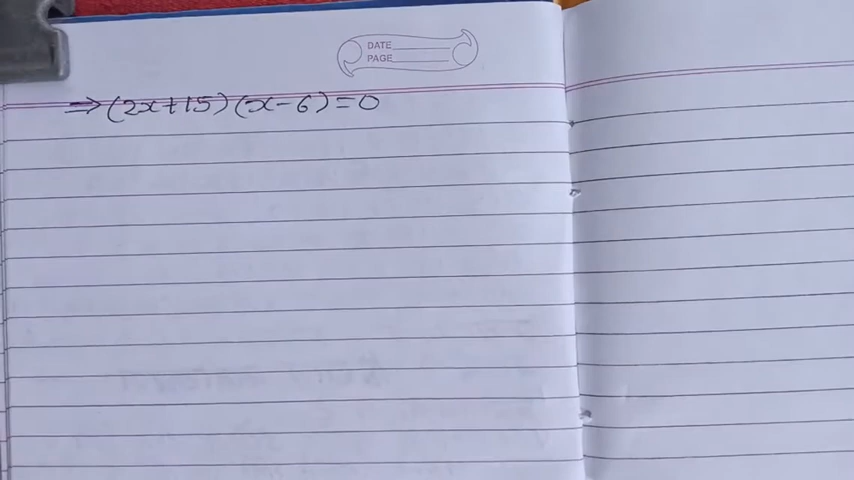 DATE
PAGE
⇒ (2x+15)(x-6)=0